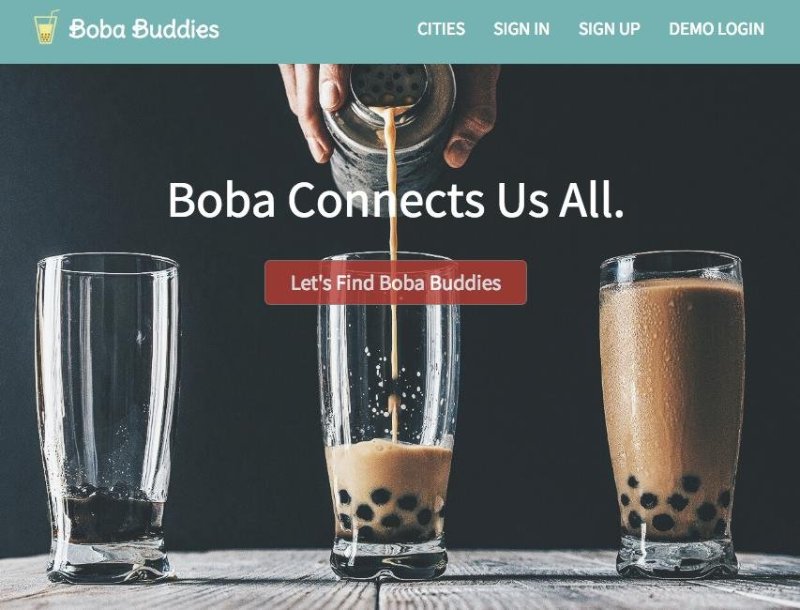 Boba Buddies
CITIES SIGN IN SIGN UP DEMO LOGIN
Boba Connects Us All.
Let's Find Boba Buddies